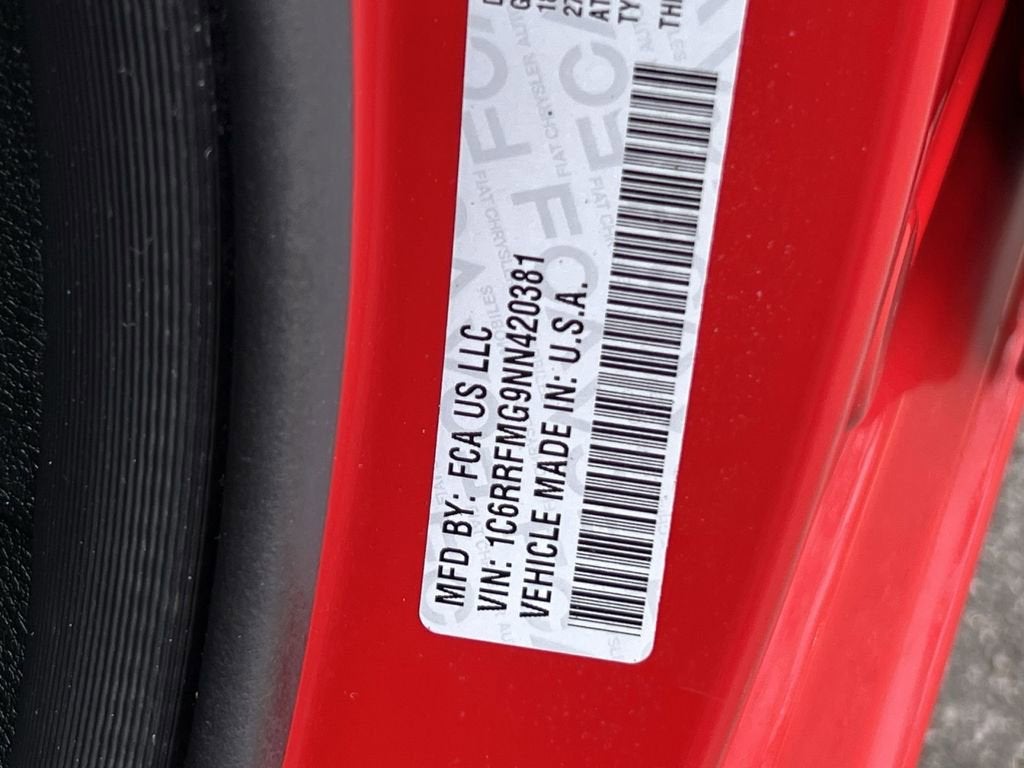 MFD BY: FCA US LLC
VIN: 1C6RRFMG9NN420381
VEHICLE MADE IN: U.S.A.